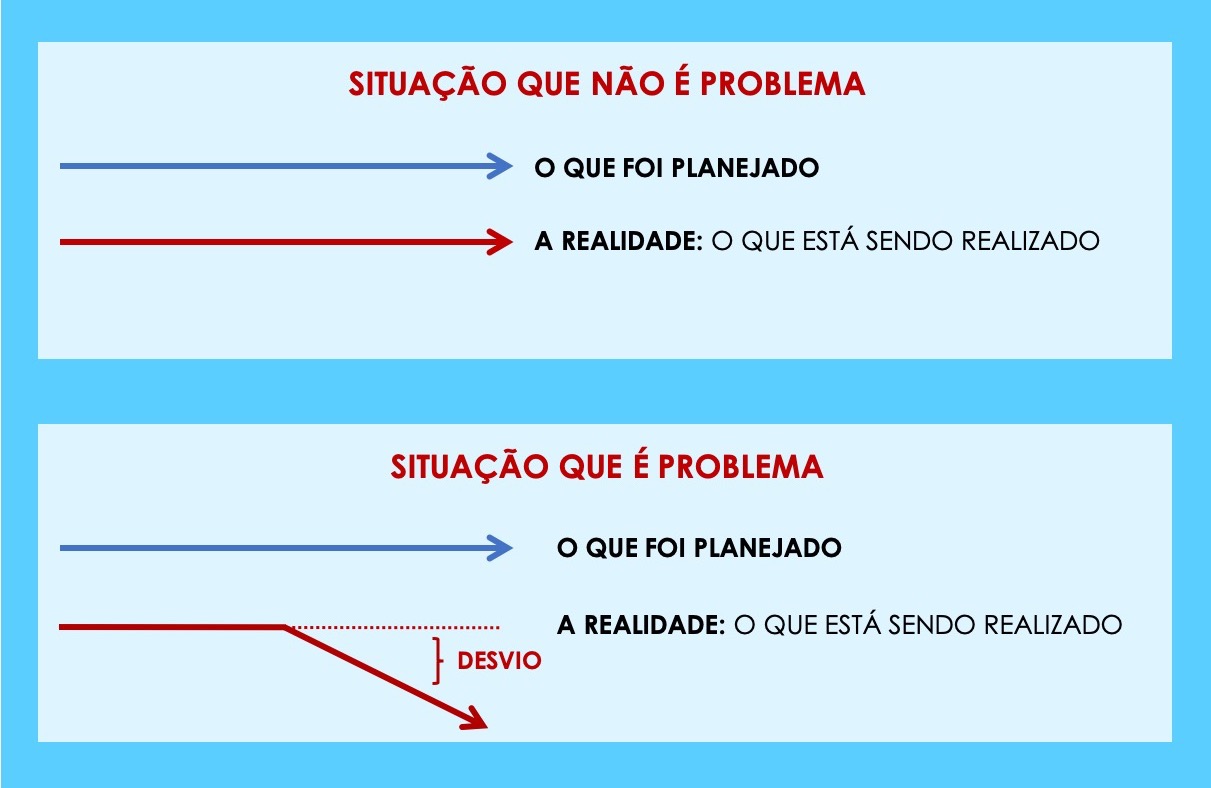 SITUAÇÃO QUE NÃO É PROBLEMA
O QUE FOI PLANEJADO
A REALIDADE: O QUE ESTÁ SENDO REALIZADO
SITUAÇÃO QUE É PROBLEMA
O QUE FOI PLANEJADO
A REALIDADE: O QUE ESTÁ SENDO REALIZADO
DESVIO